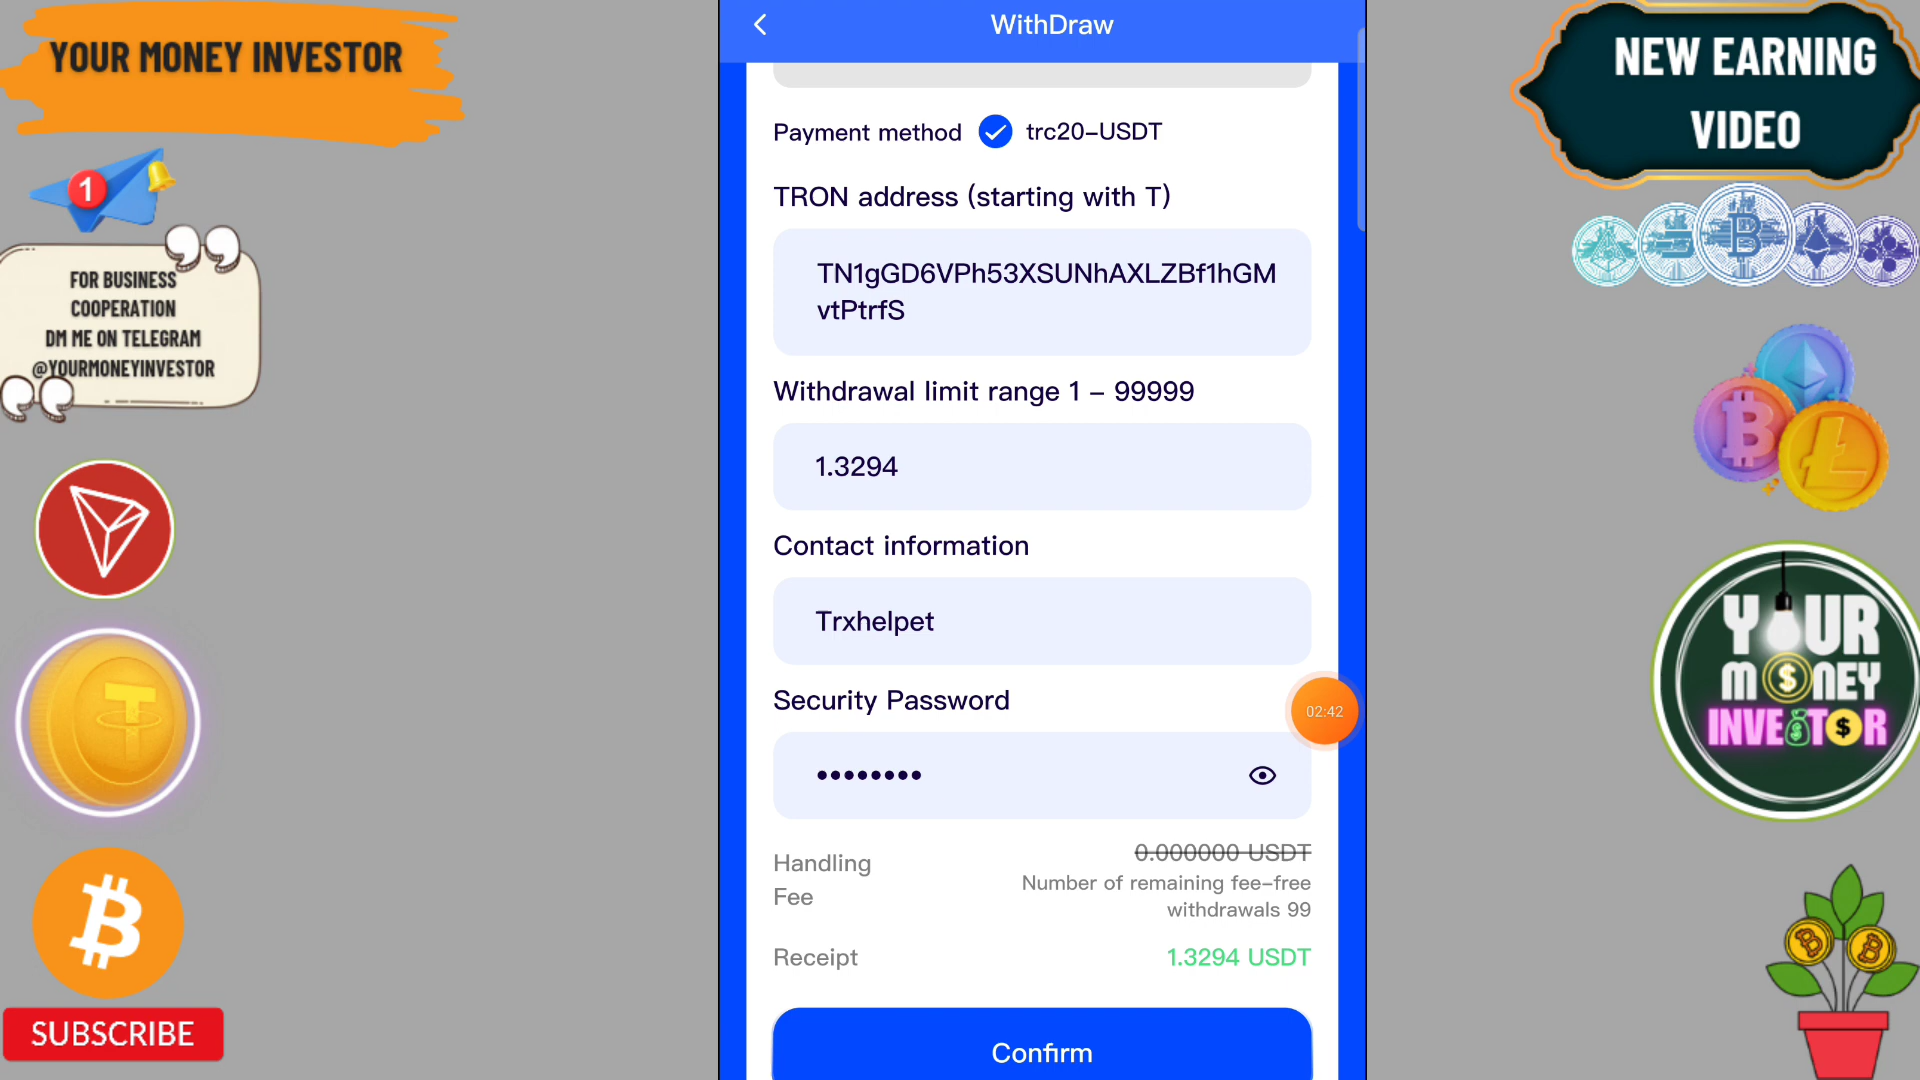 YOUR MONEY INVESTOR
1
FOR BUSINESS
COOPERATION
DM ME ON TELEGRAM
@YOURMONEYINVESTOR
SUBSCRIBE
WithDraw
Payment method trc20-USDT
TRON address (starting with T)
TN1gGD6VPh53XSUNhAXLZBf1hGM
vtPtrfS
Withdrawal limit range 1 – 99999
1.3294
Contact information
Trxhelpet
Security Password
••••••••
02:42
Handling
Fee
0.000000 USDT
Number of remaining fee-free
withdrawals 99
Receipt 1.3294 USDT
Confirm
NEW EARNING
VIDEO
YOUR
MONEY
INVESTOR